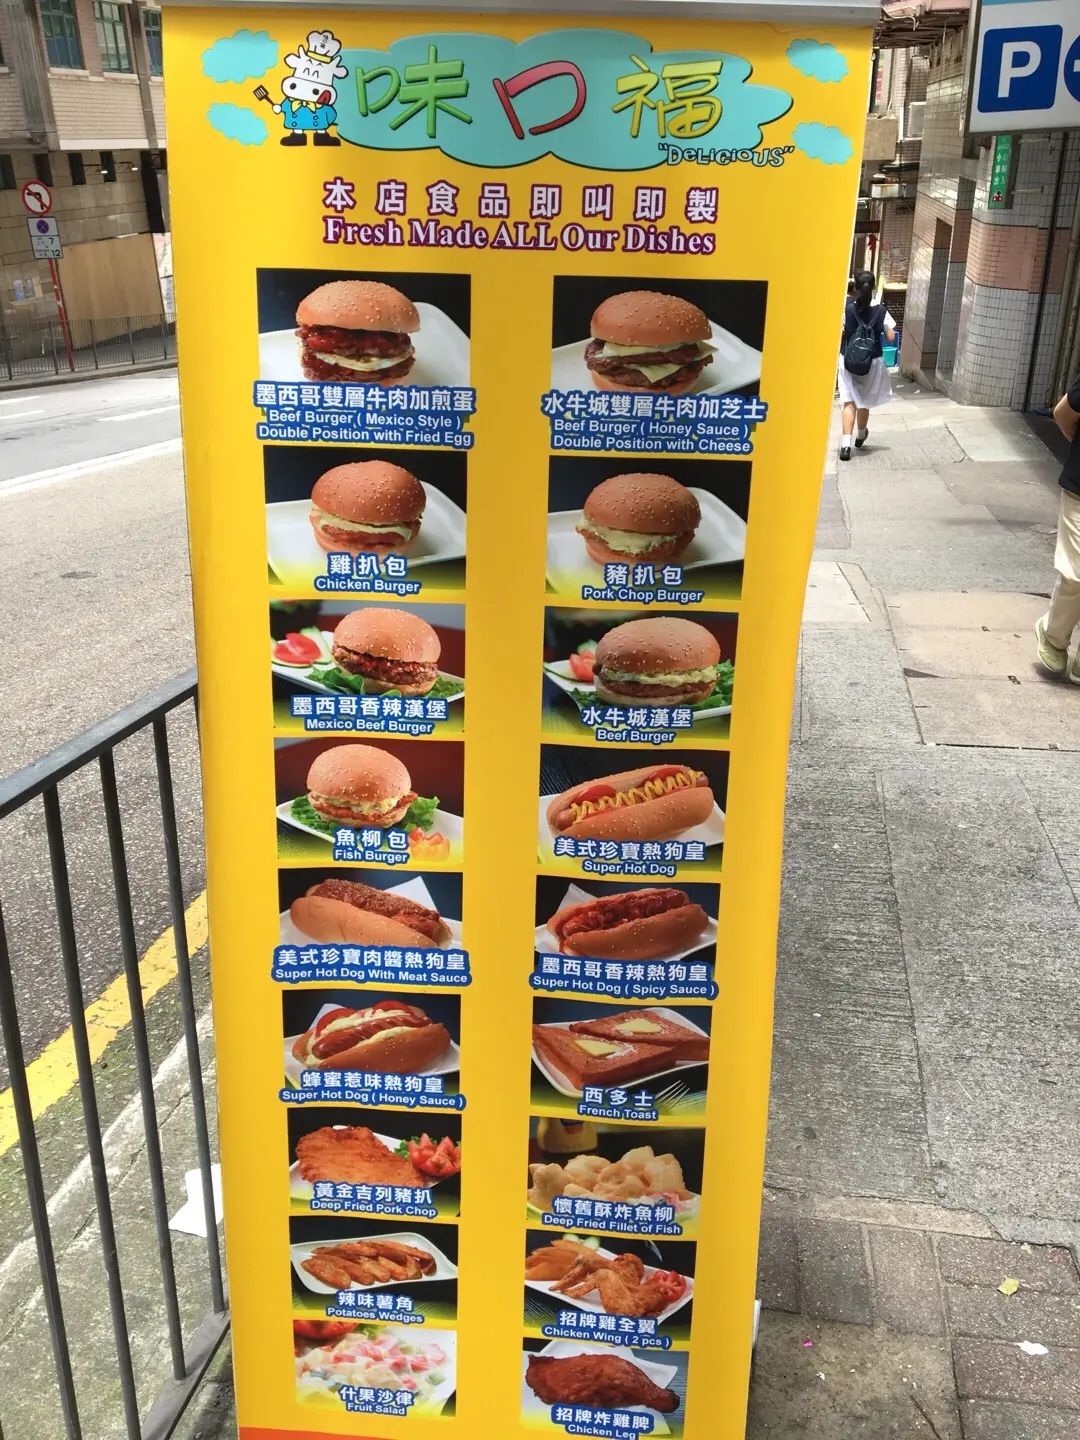 味口福
"DELICIOUS"
本店食品即叫即製
Fresh Made ALL Our Dishes
墨西哥雙層牛肉加煎蛋
Beef Burger ( Mexico Style )
Double Position with Fried Egg
水牛城雙層牛肉加芝士
Beef Burger ( Honey Sauce )
Double Position with Cheese
雞扒包
Chicken Burger
豬扒包
Pork Chop Burger
墨西哥香辣漢堡
Mexico Beef Burger
水牛城漢堡
Beef Burger
魚柳包
Fish Burger
美式珍寶熱狗皇
Super Hot Dog
美式珍寶肉醬熱狗皇
Super Hot Dog With Meat Sauce
墨西哥香辣熱狗皇
Super Hot Dog ( Spicy Sauce )
蜂蜜惹味熱狗皇
Super Hot Dog ( Honey Sauce )
西多士
French Toast
黃金吉列豬扒
Deep Fried Pork Chop
懷舊酥炸魚柳
Deep Fried Fillet of Fish
辣味薯角
Potatoes Wedges
招牌雞全翼
Chicken Wing ( 2 pcs )
什果沙律
Fruit Salad
招牌炸雞脾
Chicken Leg
P